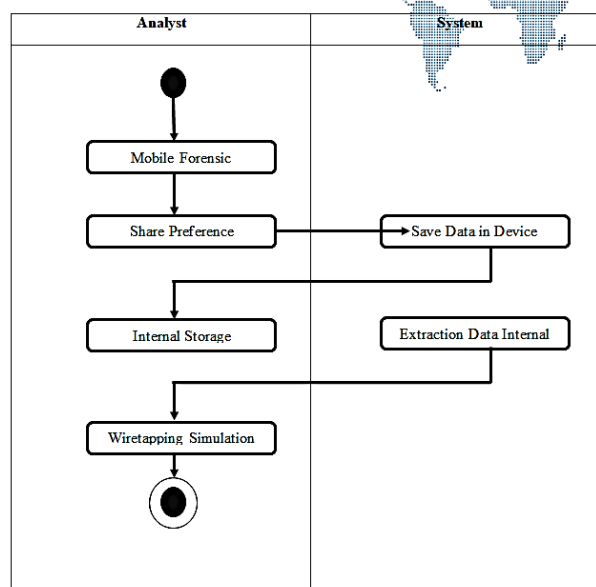 Analyst
System
Mobile Forensic
Share Preference
Save Data in Device
Internal Storage
Extraction Data Internal
Wiretapping Simulation